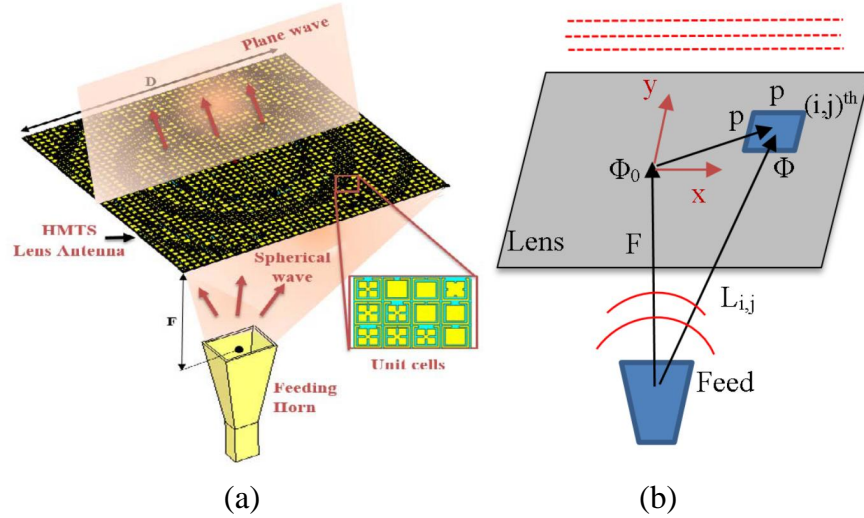 Plane wave
D
HMTS
Lens Antenna
Spherical
wave
F
Unit cells
Feeding
Horn
(a)
p
y
p
(i,j)th
Φ0
Φ
x
Lens
F
Li,j
Feed
(b)